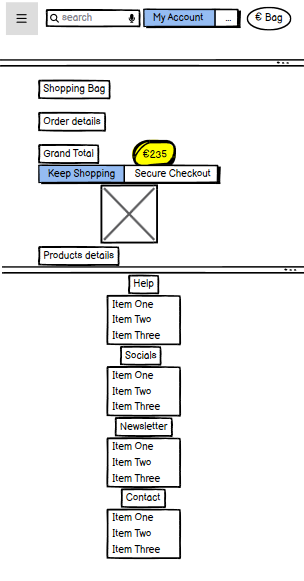 search
My Account
...
€ Bag
Shopping Bag
Order details
Grand Total
€235
Keep Shopping
Secure Checkout
Products details
Help
Item One
Item Two
Item Three
Socials
Item One
Item Two
Item Three
Newsletter
Item One
Item Two
Item Three
Contact
Item One
Item Two
Item Three